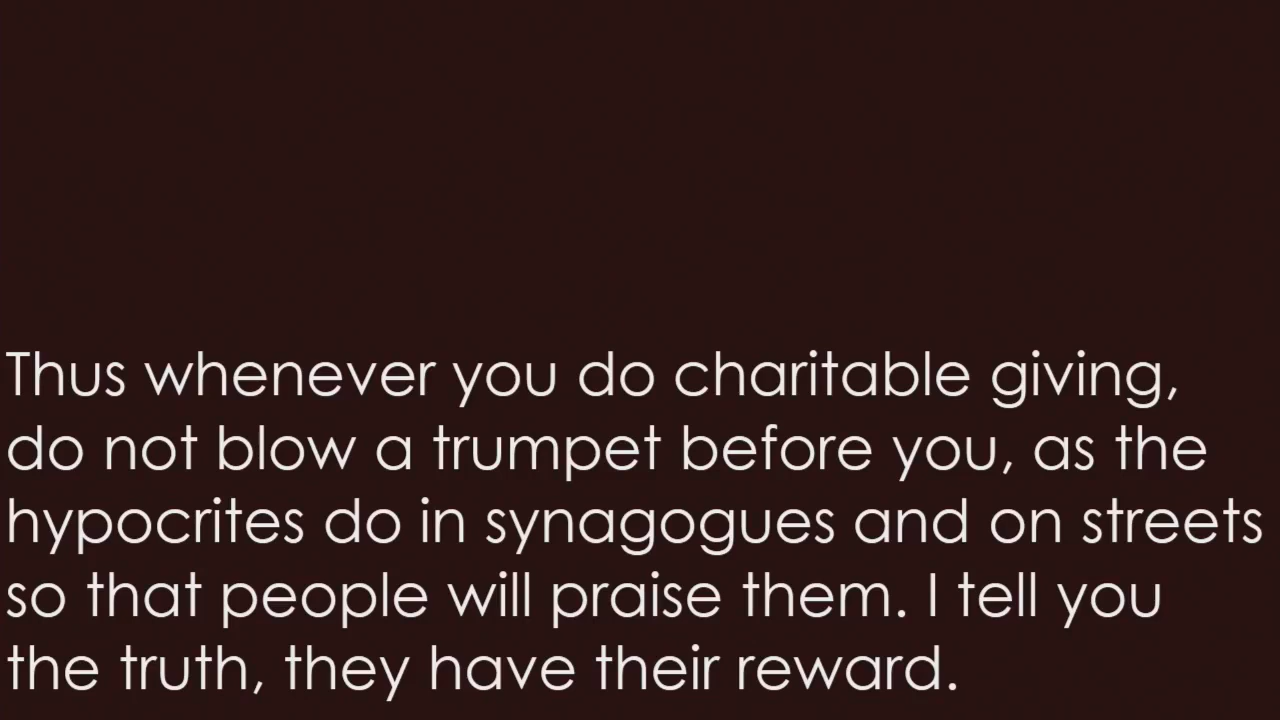 Thus whenever you do charitable giving,
do not blow a trumpet before you, as the
hypocrites do in synagogues and on streets
so that people will praise them. I tell you
the truth, they have their reward.